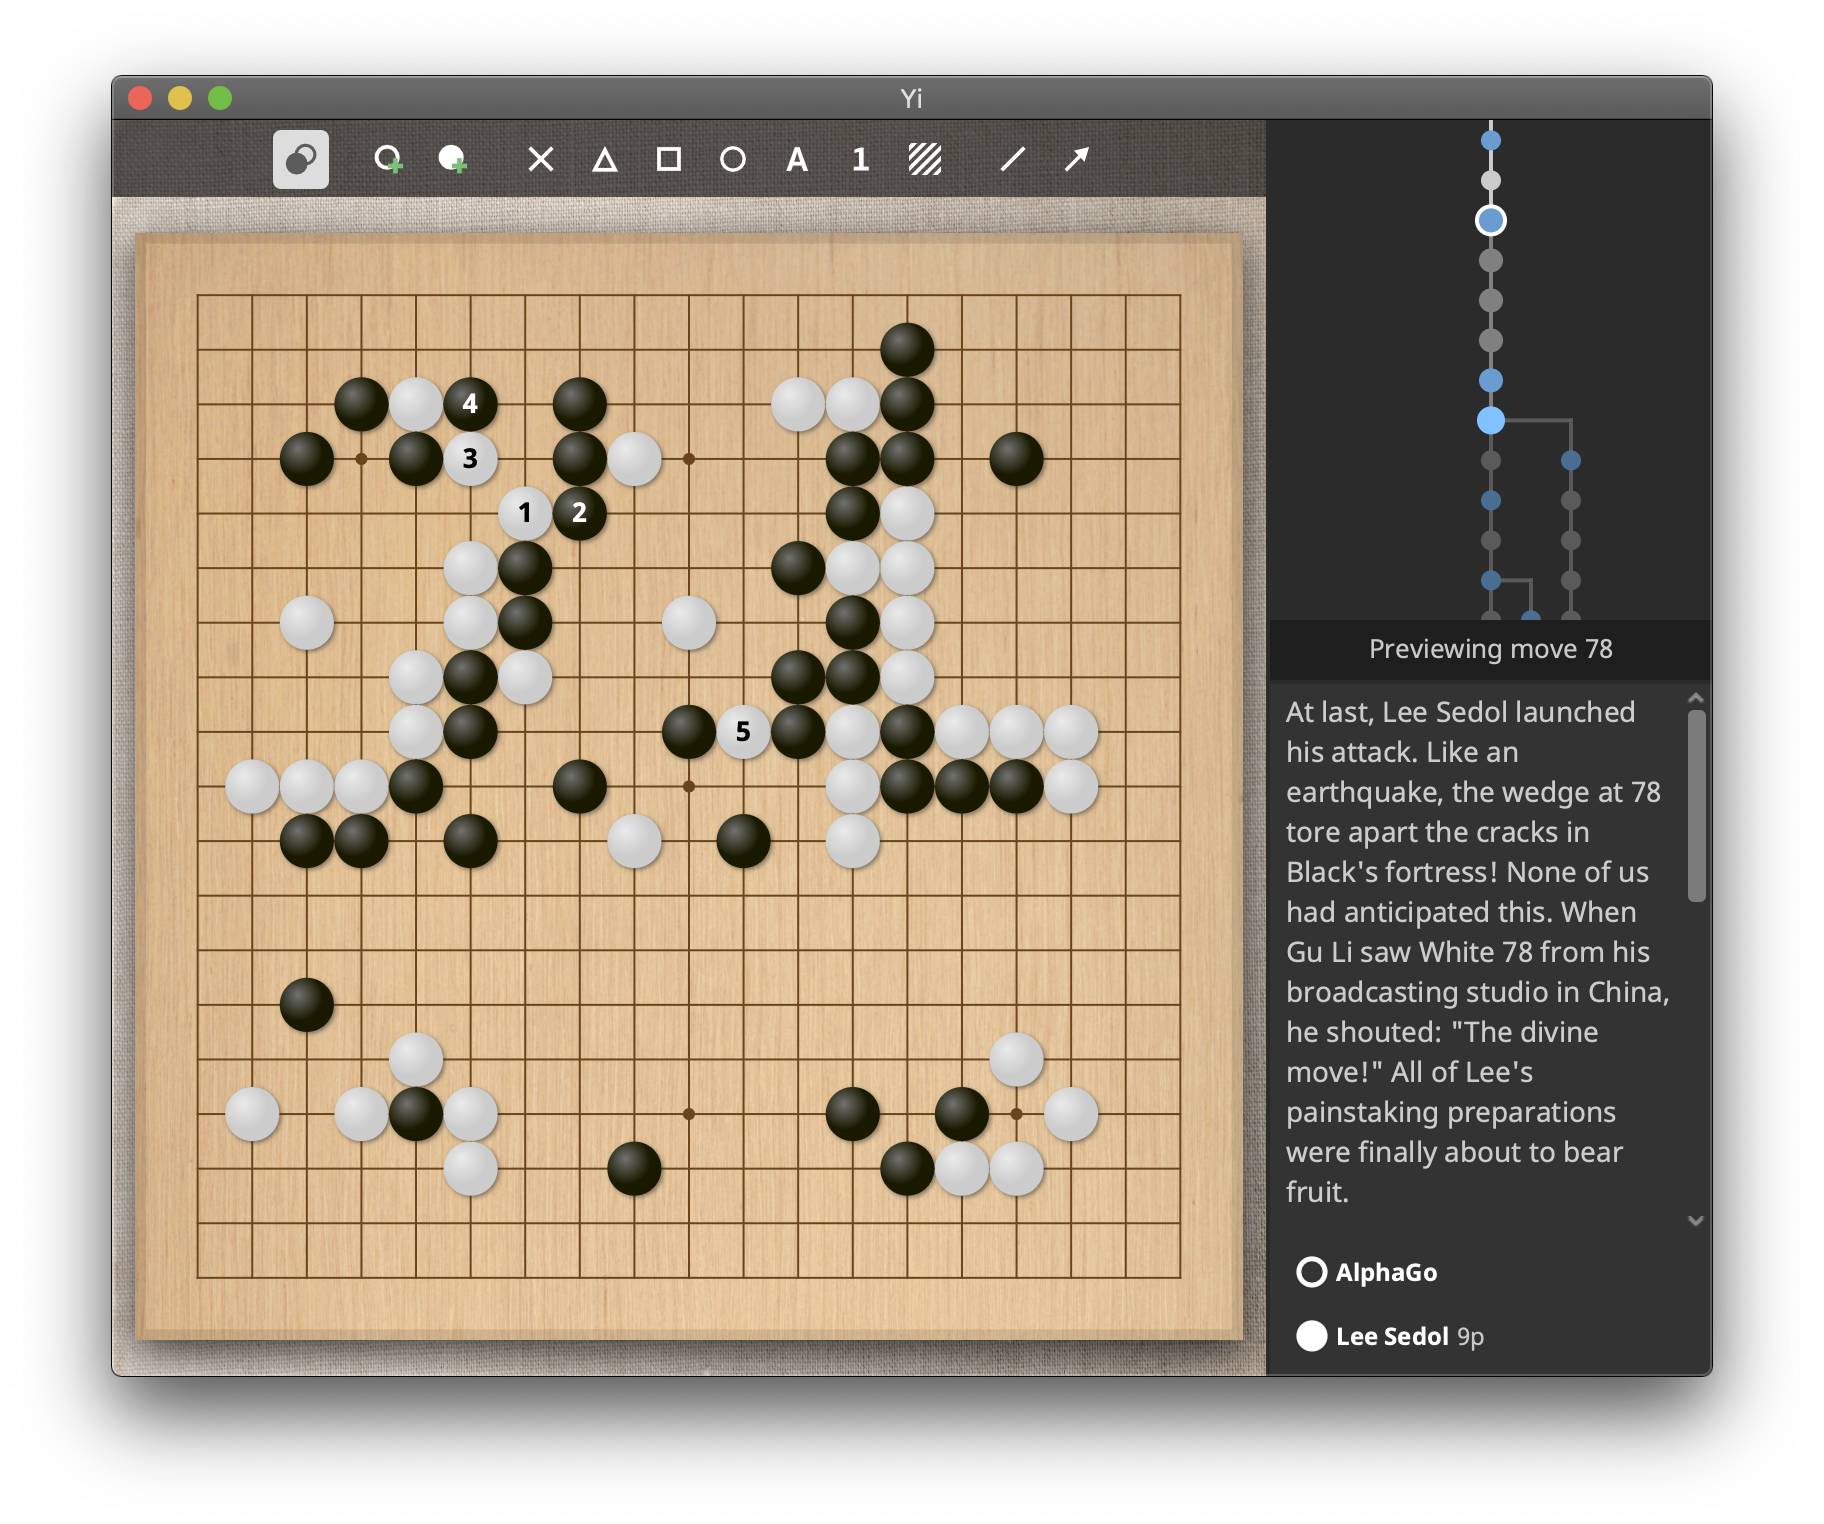 Yi
A 1
4
3
1 2
5
Previewing move 78
At last, Lee Sedol launched
his attack. Like an
earthquake, the wedge at 78
tore apart the cracks in
Black's fortress! None of us
had anticipated this. When
Gu Li saw White 78 from his
broadcasting studio in China,
he shouted: "The divine
move!" All of Lee's
painstaking preparations
were finally about to bear
fruit.
AlphaGo
Lee Sedol 9p